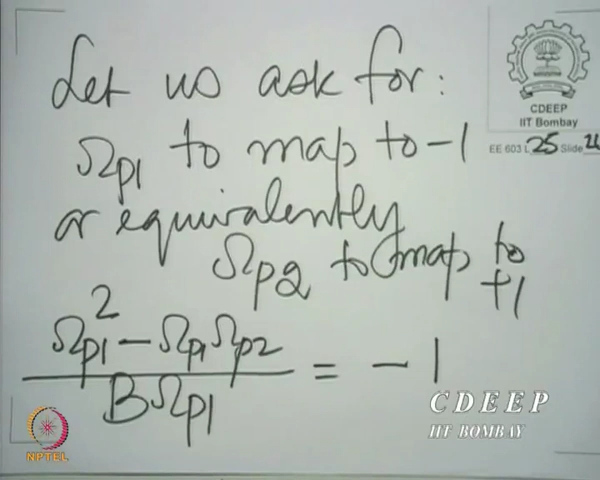 Let us ask for:
Ωp1 to map to -1
or equivalently
Ωp2 to map to
+1
Ωp1² - Ωp1Ωp2
BΩp1
= -1
CDEEP
IIT Bombay
EE 603 L 25 Slide
CDEEP
IIT BOMBAY
NPTEL